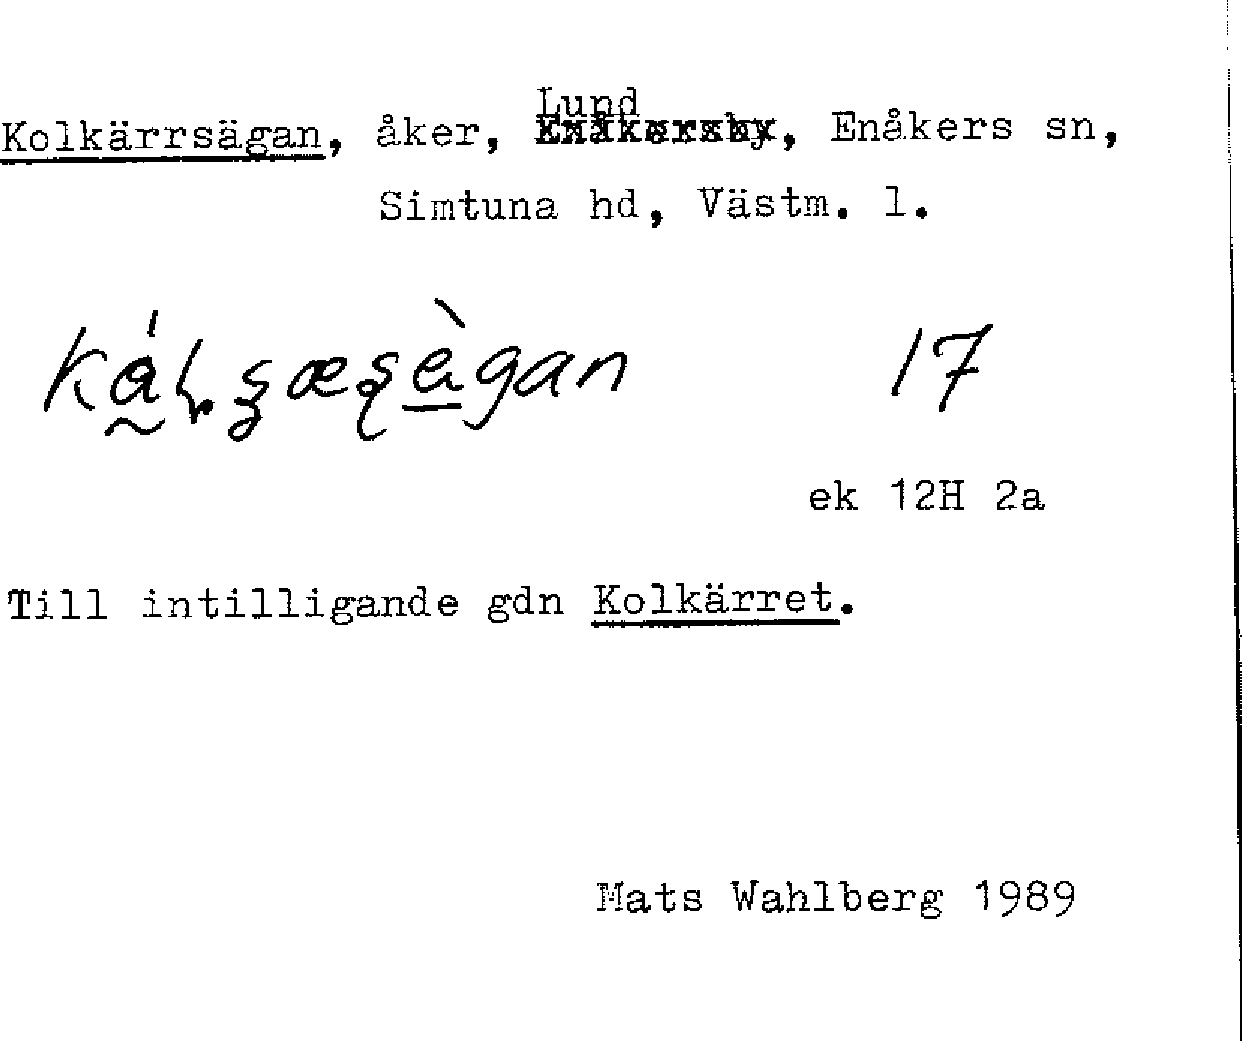 Kolkärrsägan, åker, Lund, Enåkers sn,
Simtuna hd, Västm. l.
17
ek 12H 2a
Till intilligande gdn Kolkärret.
Mats Wahlberg 1989